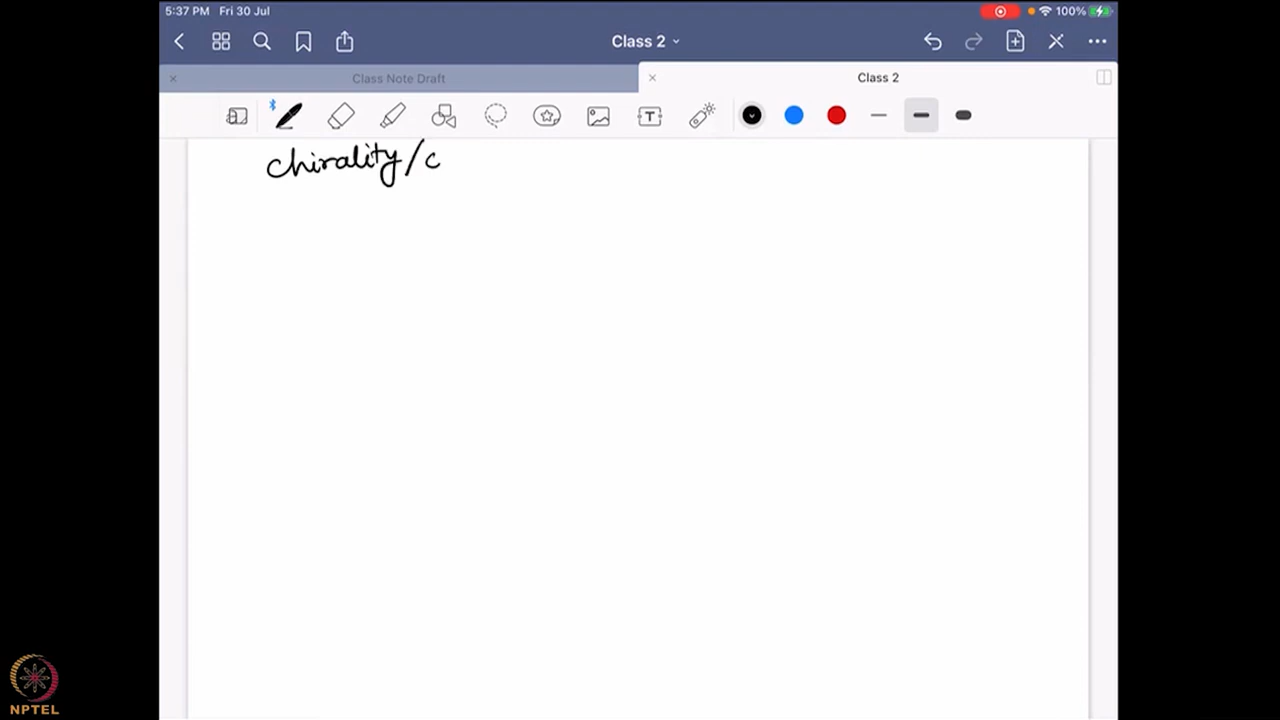 5:37 PM Fri 30 Jul 100%
Class 2
Class Note Draft
Class 2
T
chirality/c
NPTEL